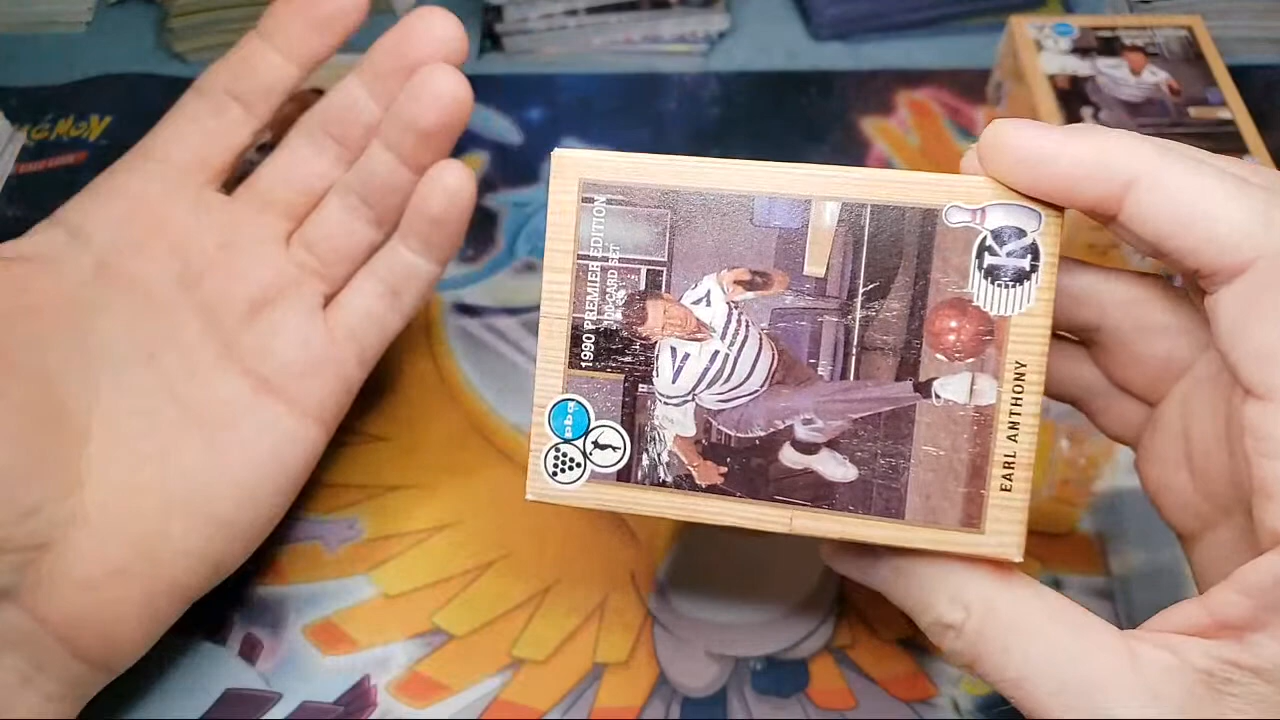 1990 PREMIER EDITION
100-CARD SET
pba
K
EARL ANTHONY
POKÉMON